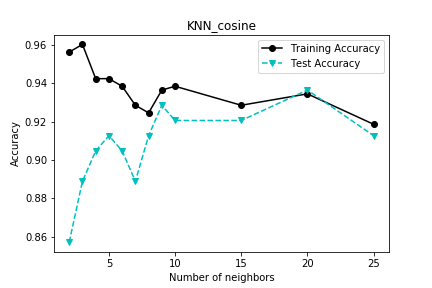 KNN_cosine
Training Accuracy
Test Accuracy
0.96
0.94
0.92
0.90
0.88
0.86
Accuracy
5
10
15
20
25
Number of neighbors